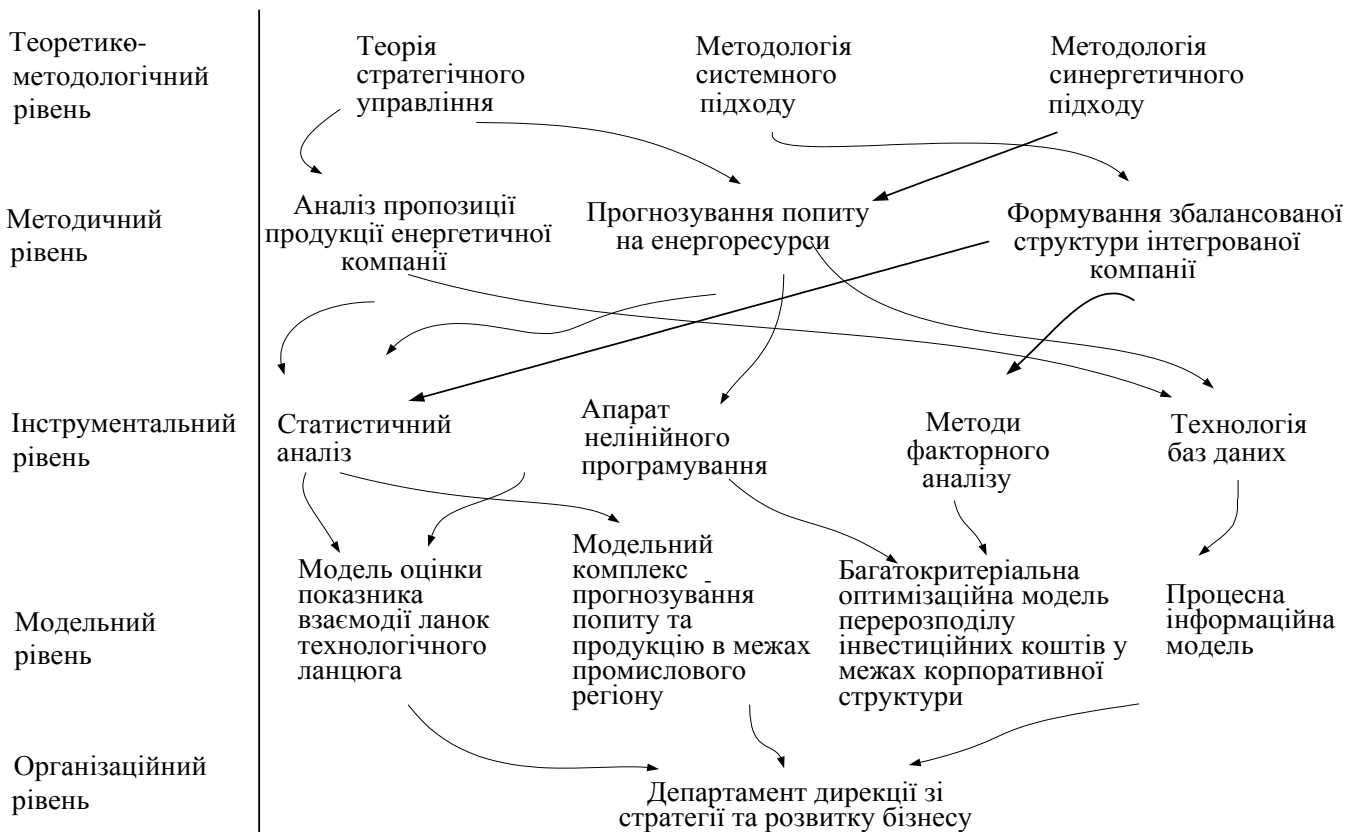 Теоретико-
методологічний
рівень
Теорія
стратегічного
управління
Методологія
системного
підходу
Методологія
синергетичного
підходу
Методичний
рівень
Аналіз пропозиції
продукції енергетичної
компанії
Прогнозування попиту
на енергоресурси
Формування збалансованої
структури інтегрованої
компанії
Інструментальний
рівень
Статистичний
аналіз
Апарат
нелінійного
програмування
Методи
факторного
аналізу
Технологія
баз даних
Модельний
рівень
Модель оцінки
показника
взаємодії ланок
технологічного
ланцюга
Модельний
комплекс
прогнозування
попиту та
продукцію в межах
промислового
регіону
Багатокритеріальна
оптимізаційна модель
перерозподілу
інвестиційних коштів у
межах корпоративної
структури
Процесна
інформаційна
модель
Організаційний
рівень
Департамент дирекції зі
стратегії та розвитку бізнесу